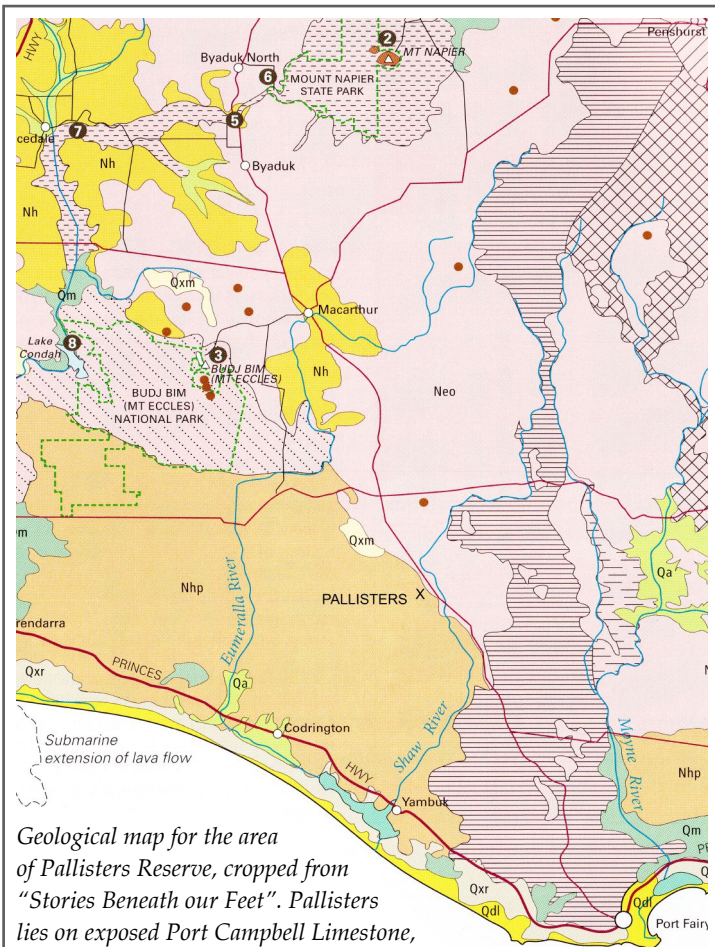 HWY
Penshurst
2
MT NAPIER
Byaduk North
6
MOUNT NAPIER
STATE PARK
5
cedale
7
Nh
Byaduk
Nh
Qxm
Qm
Macarthur
Lake
Condah
8
3
BUDJ BIM
(MT ECCLES)
Nh
BUDJ BIM
(MT ECCLES)
NATIONAL PARK
Neo
Qxm
em
Qa
Nhp
PALLISTERS X
Eumeralla River
rendarra
PRINCES
Qxr
Qa
Codrington
Shaw River
Moyne River
Submarine
extension of lava flow
HWY
Nhp
Yambuk
Qm
PR
Geological map for the area
of Pallisters Reserve, cropped from
“Stories Beneath our Feet”. Pallisters
lies on exposed Port Campbell Limestone,
Qxr
Qdl
Qdl
Port Fairy